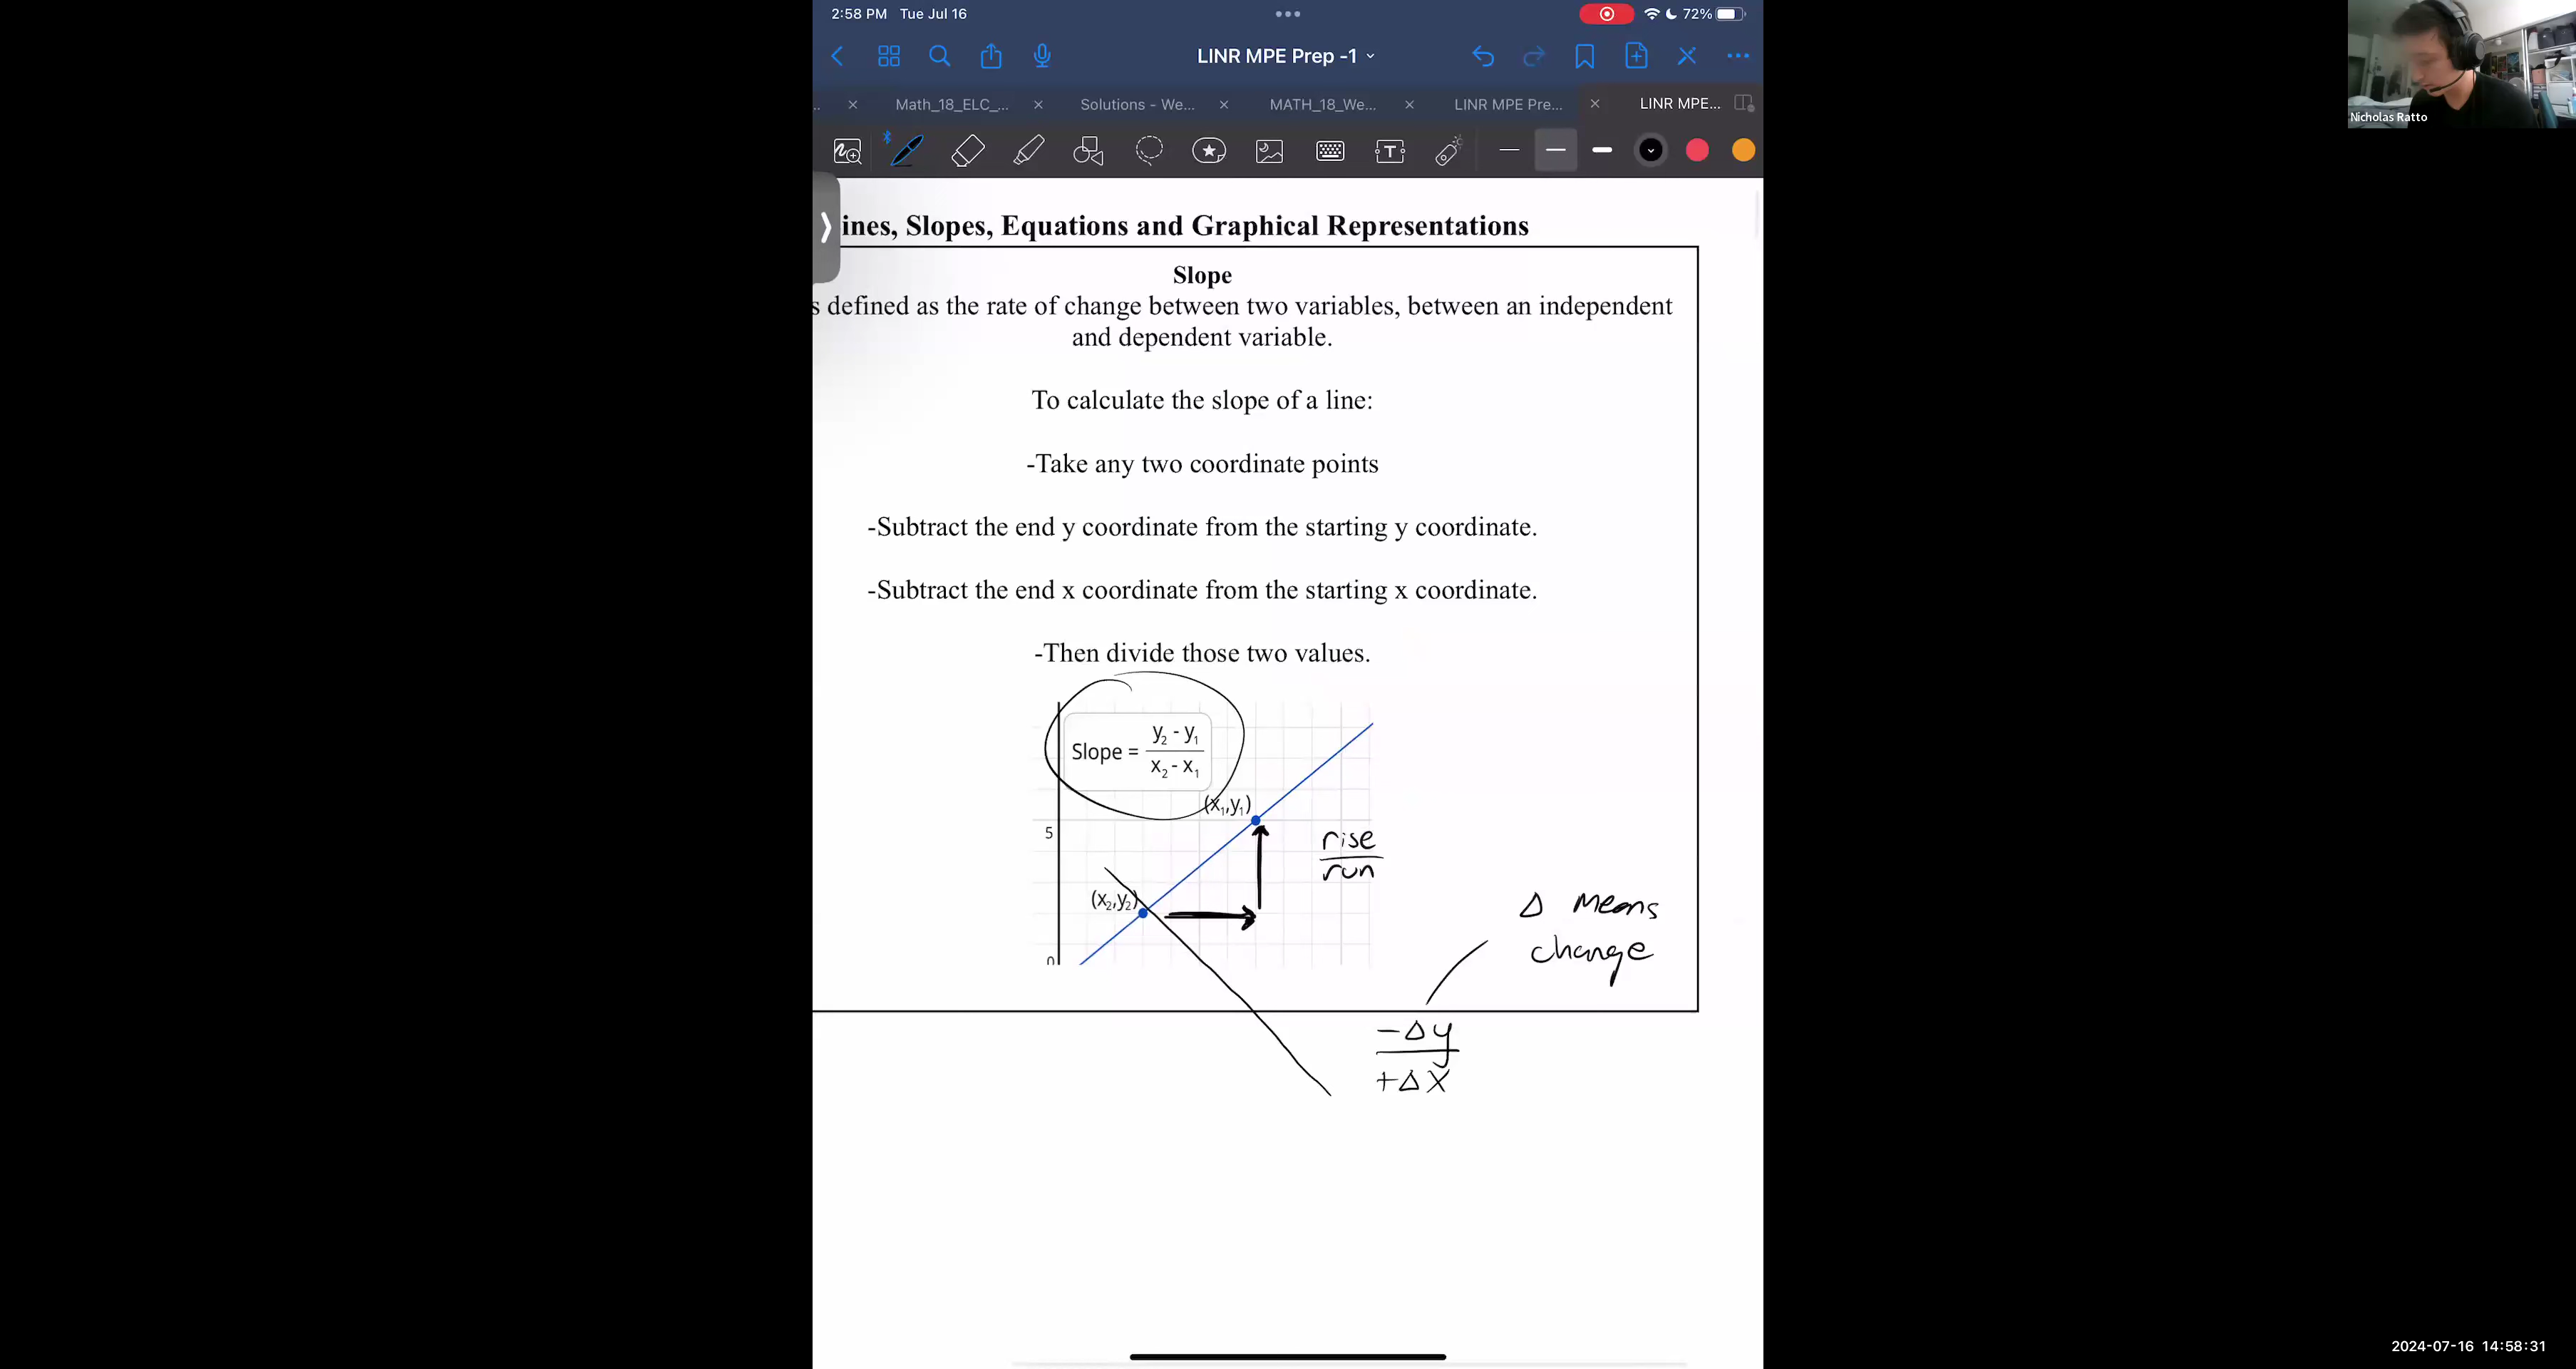 2:58 PM Tue Jul 16
72%
LINR MPE Prep -1
Math_18_ELC_...
Solutions - We...
MATH_18_We...
LINR MPE Pre...
LINR MPE...
Nicholas Ratto
ines, Slopes, Equations and Graphical Representations
Slope
s defined as the rate of change between two variables, between an independent
and dependent variable.
To calculate the slope of a line:
-Take any two coordinate points
-Subtract the end y coordinate from the starting y coordinate.
-Subtract the end x coordinate from the starting x coordinate.
-Then divide those two values.
Slope = y₂ - y₁
x₂ - x₁
(x₁,y₁)
5
rise
run
(x₂,y₂)
0
Δ means
change
-Δy
+Δx
2024-07-16 14:58:31